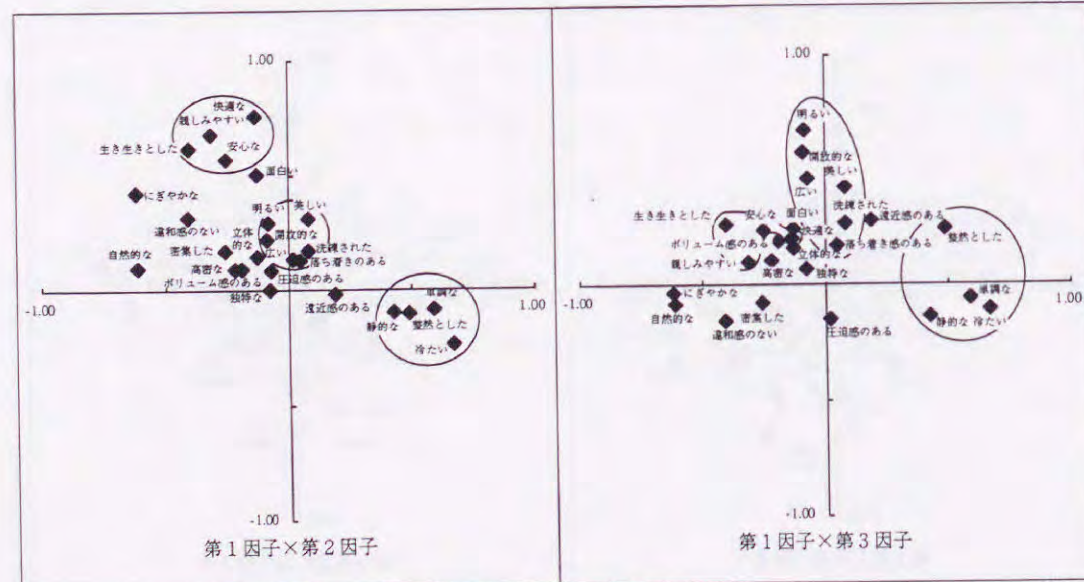 1.00
快適な
親しみやすい
生き生きとした
安心な
面白い
にぎやかな
明るい
美しい
違和感のない
立体
的な
開放的な
自然的な
密集した
広い
洗練された
高密な
落ち着きのある
ボリューム感のある
圧迫感のある
独特な
-1.00
1.00
遠近感のある
単調な
静的な
整然とした
冷たい
-1.00
第1因子×第2因子
1.00
明るい
開放的な
美しい
広い
洗練された
生き生きとした
安心な
面白い
遠近感のある
快適な
整然とした
ボリューム感のある
落ち着き感のある
立体的な
親しみやすい
高密な
独特な
-1.00
1.00
にぎやかな
単調な
自然的な
密集した
静的な
冷たい
違和感のない
圧迫感のある
-1.00
第1因子×第3因子